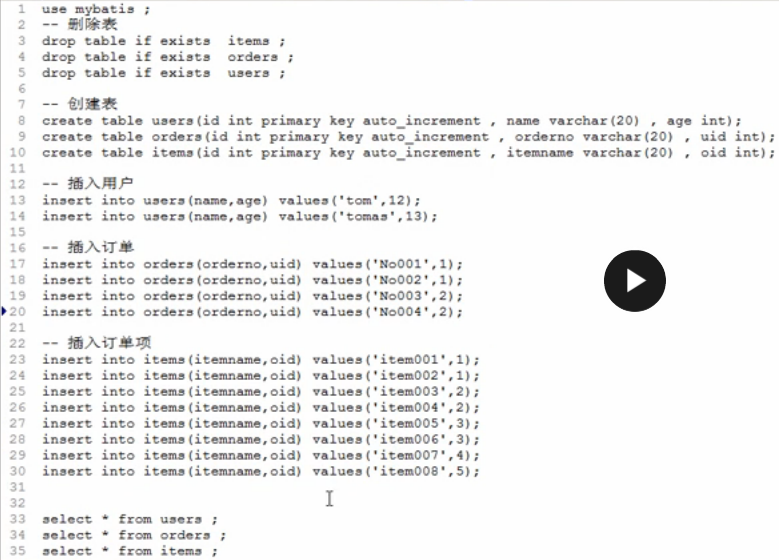 1 use mybatis ;
2 -- 删除表
3 drop table if exists  items ;
4 drop table if exists  orders ;
5 drop table if exists  users ;
6
7 -- 创建表
8 create table users(id int primary key auto_increment , name varchar(20) , age int);
9 create table orders(id int primary key auto_increment , orderno varchar(20) , uid int);
10 create table items(id int primary key auto_increment , itemname varchar(20) , oid int);
11
12 -- 插入用户
13 insert into users(name,age) values('tom',12);
14 insert into users(name,age) values('tomas',13);
15
16 -- 插入订单
17 insert into orders(orderno,uid) values('No001',1);
18 insert into orders(orderno,uid) values('No002',1);
19 insert into orders(orderno,uid) values('No003',2);
20 insert into orders(orderno,uid) values('No004',2);
21
22 -- 插入订单项
23 insert into items(itemname,oid) values('item001',1);
24 insert into items(itemname,oid) values('item002',1);
25 insert into items(itemname,oid) values('item003',2);
26 insert into items(itemname,oid) values('item004',2);
27 insert into items(itemname,oid) values('item005',3);
28 insert into items(itemname,oid) values('item006',3);
29 insert into items(itemname,oid) values('item007',4);
30 insert into items(itemname,oid) values('item008',5);
31
32
33 select * from users ;
34 select * from orders ;
35 select * from items ;